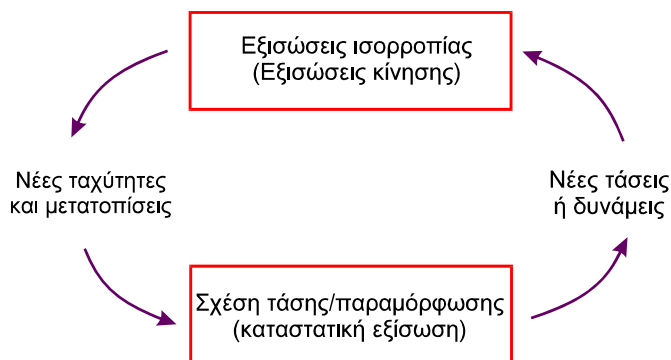 Εξισώσεις ισορροπίας
(Εξισώσεις κίνησης)
Νέες ταχύτητες
και μετατοπίσεις
Νέες τάσεις
ή δυνάμεις
Σχέση τάσης/παραμόρφωσης
(καταστατική εξίσωση)